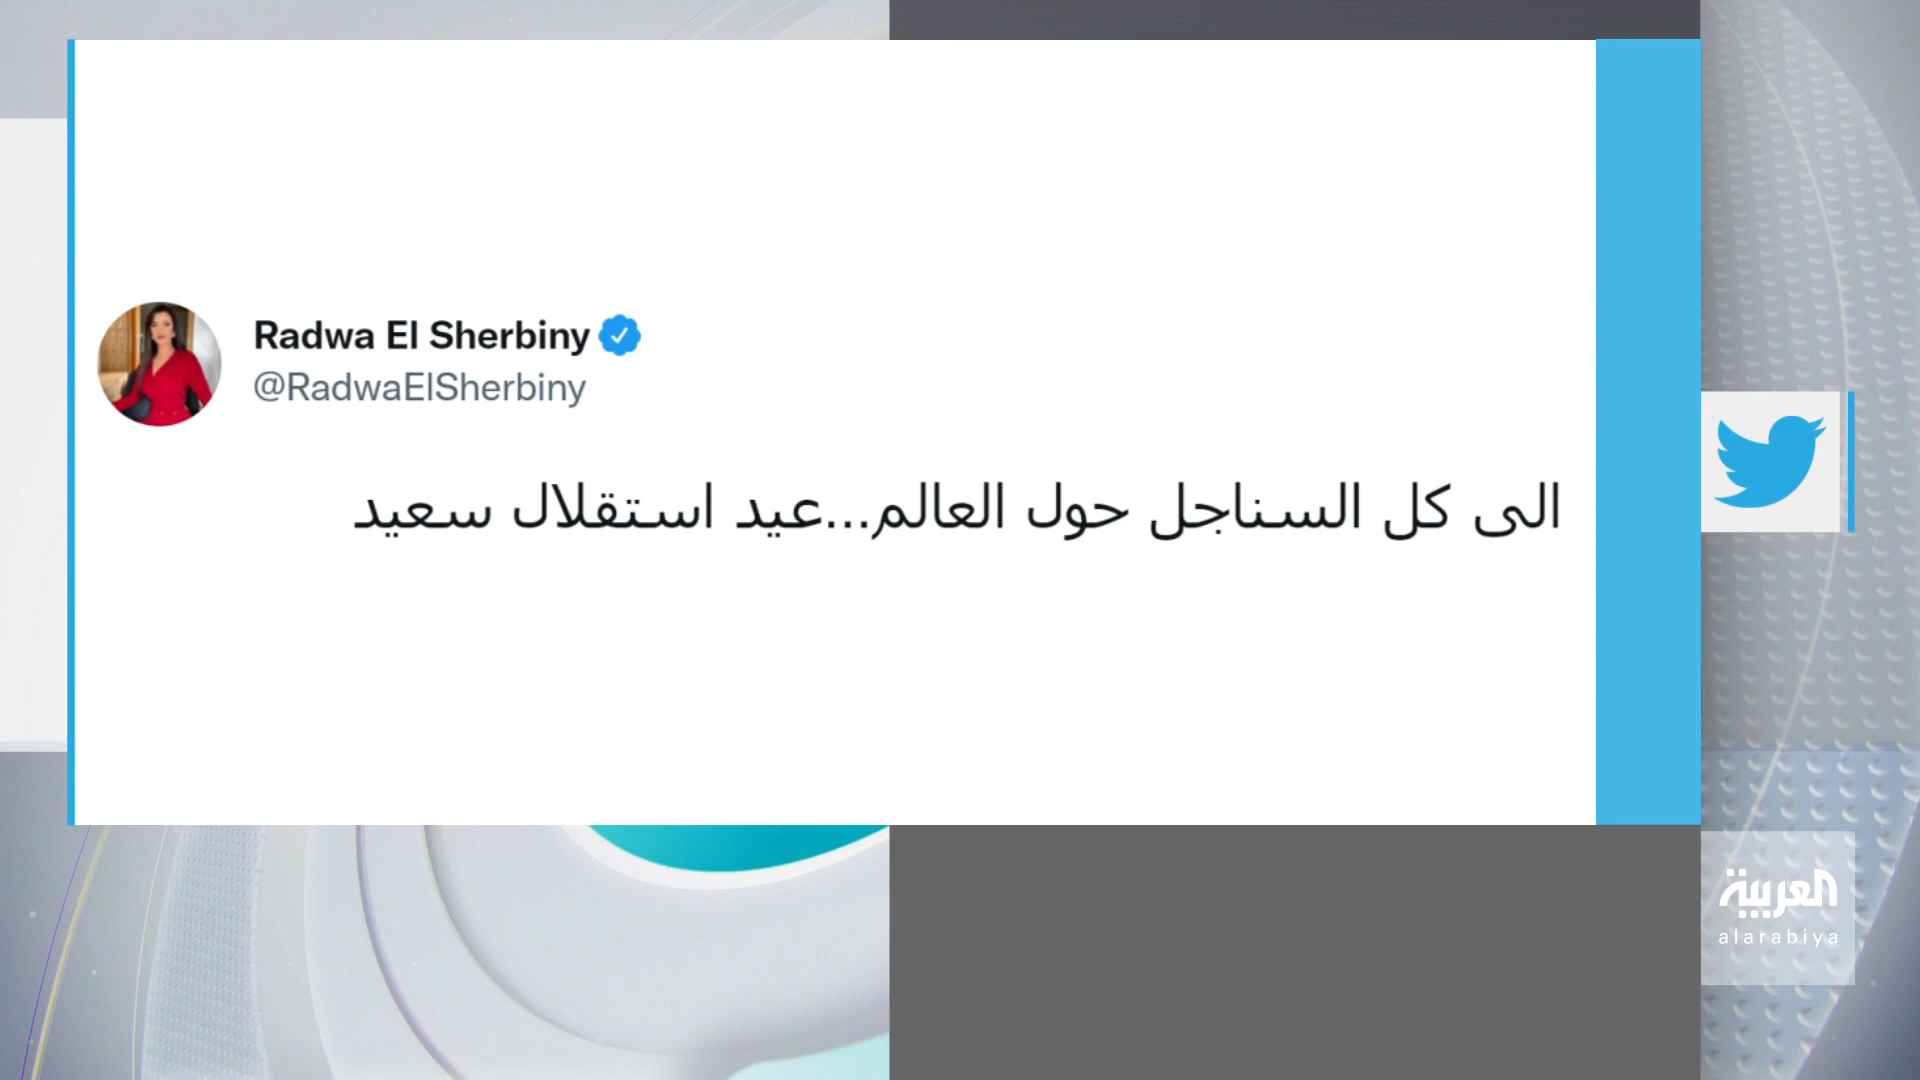 Radwa El Sherbiny
@RadwaElSherbiny
الى كل السناجل حول العالم...عيد استقلال سعيد
العربية
alarabiya